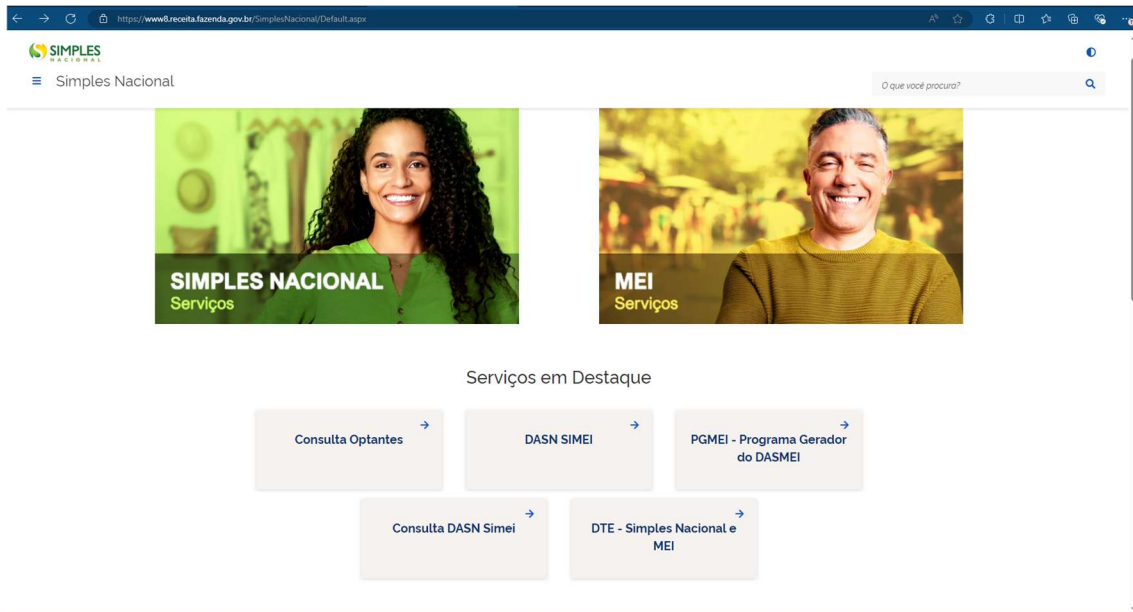 https://www8.receita.fazenda.gov.br/SimplesNacional/Default.aspx
SIMPLES
NACIONAL
Simples Nacional
O que você procura?
SIMPLES NACIONAL
Serviços
MEI
Serviços
Serviços em Destaque
Consulta Optantes
DASN SIMEI
PGMEI - Programa Gerador
do DASMEI
Consulta DASN Simei
DTE - Simples Nacional e
MEI